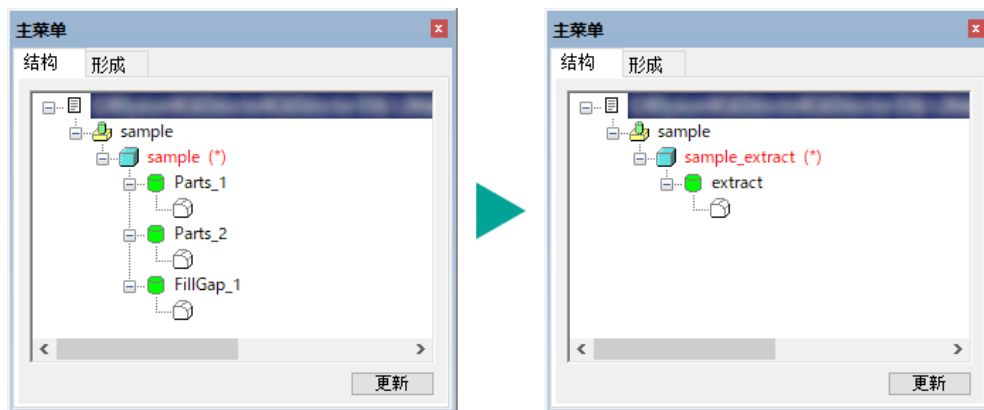 主菜单
结构 形成
sample
sample (*)
Parts_1
Parts_2
FillGap_1
更新
主菜单
结构 形成
sample
sample_extract (*)
extract
更新